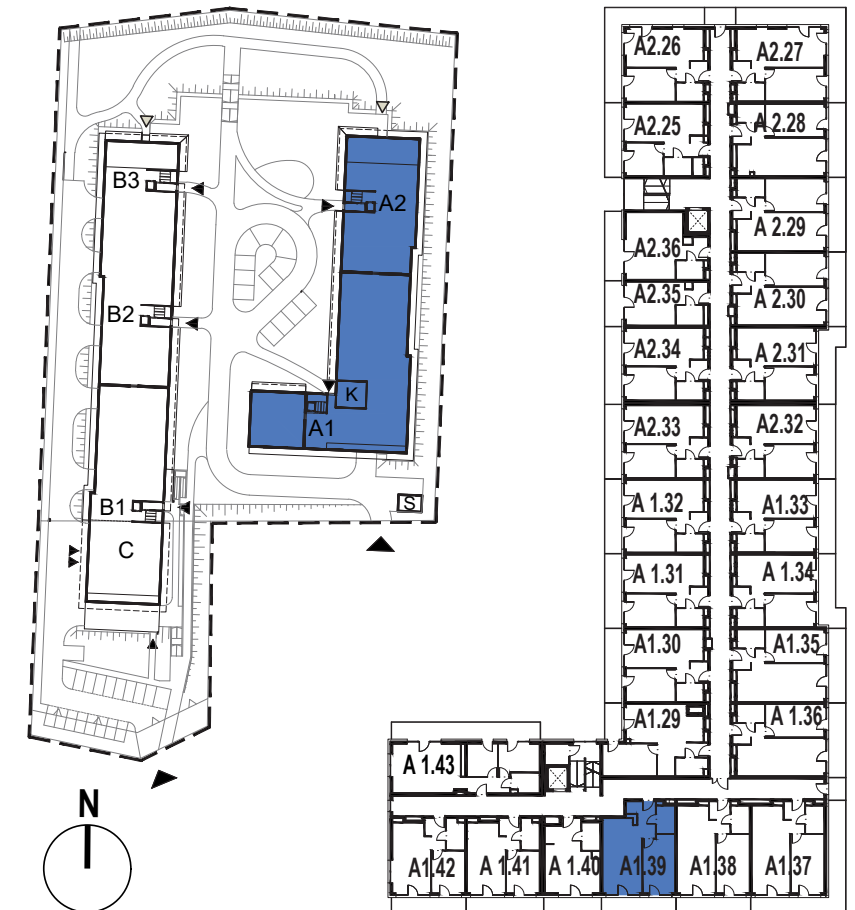 B3
A2
B2
K
A1
B1
S
C
N
A2.26
A2.27
A2.25
A 2.28
A 2.29
A2.36
A2.35
A 2.30
A2.34
A 2.31
A2.33
A2.32
A 1.32
A1.33
A 1.31
A 1.34
A1.30
A1.35
A1.29
A 1.36
A 1.43
A1.42
A 1.41
A 1.40
A1.39
A1.38
A1.37